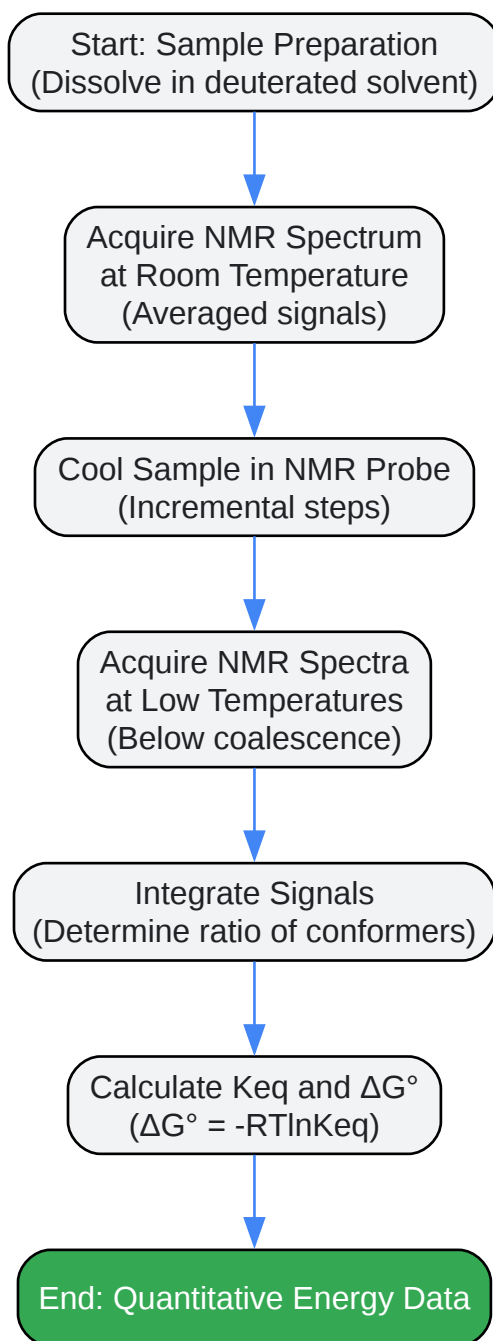 Start: Sample Preparation
(Dissolve in deuterated solvent)
Acquire NMR Spectrum
at Room Temperature
(Averaged signals)
Cool Sample in NMR Probe
(Incremental steps)
Acquire NMR Spectra
at Low Temperatures
(Below coalescence)
Integrate Signals
(Determine ratio of conformers)
Calculate Keq and ΔG°
(ΔG° = -RTlnKeq)
End: Quantitative Energy Data